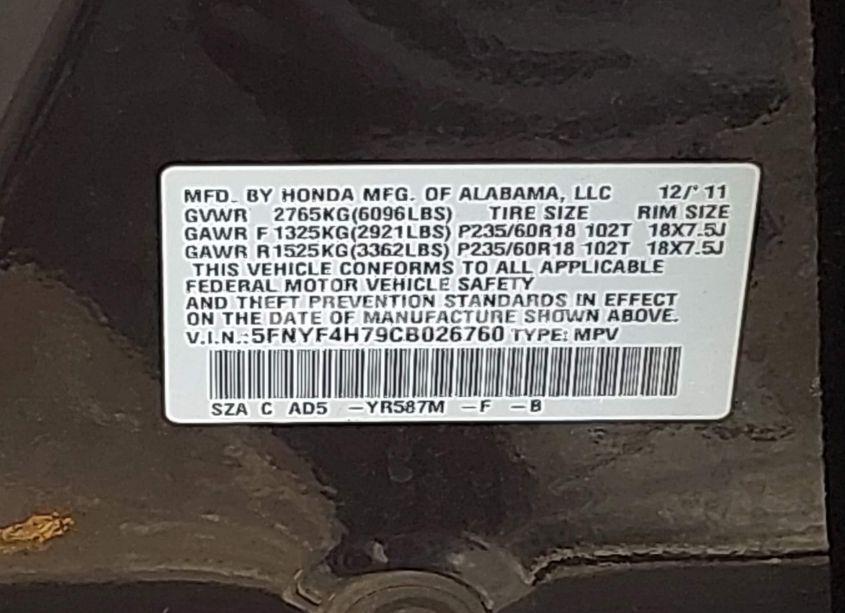 MFD. BY HONDA MFG. OF ALABAMA, LLC 12/'11
GVWR 2765KG(6096LBS) TIRE SIZE RIM SIZE
GAWR F 1325KG(2921LBS) P235/60R18 102T 18X7.5J
GAWR R 1525KG(3362LBS) P235/60R18 102T 18X7.5J
THIS VEHICLE CONFORMS TO ALL APPLICABLE
FEDERAL MOTOR VEHICLE SAFETY
AND THEFT PREVENTION STANDARDS IN EFFECT
ON THE DATE OF MANUFACTURE SHOWN ABOVE.
V.I.N.:5FNYF4H79CB026760 TYPE: MPV
SZA C AD5 -YR587M -F -B